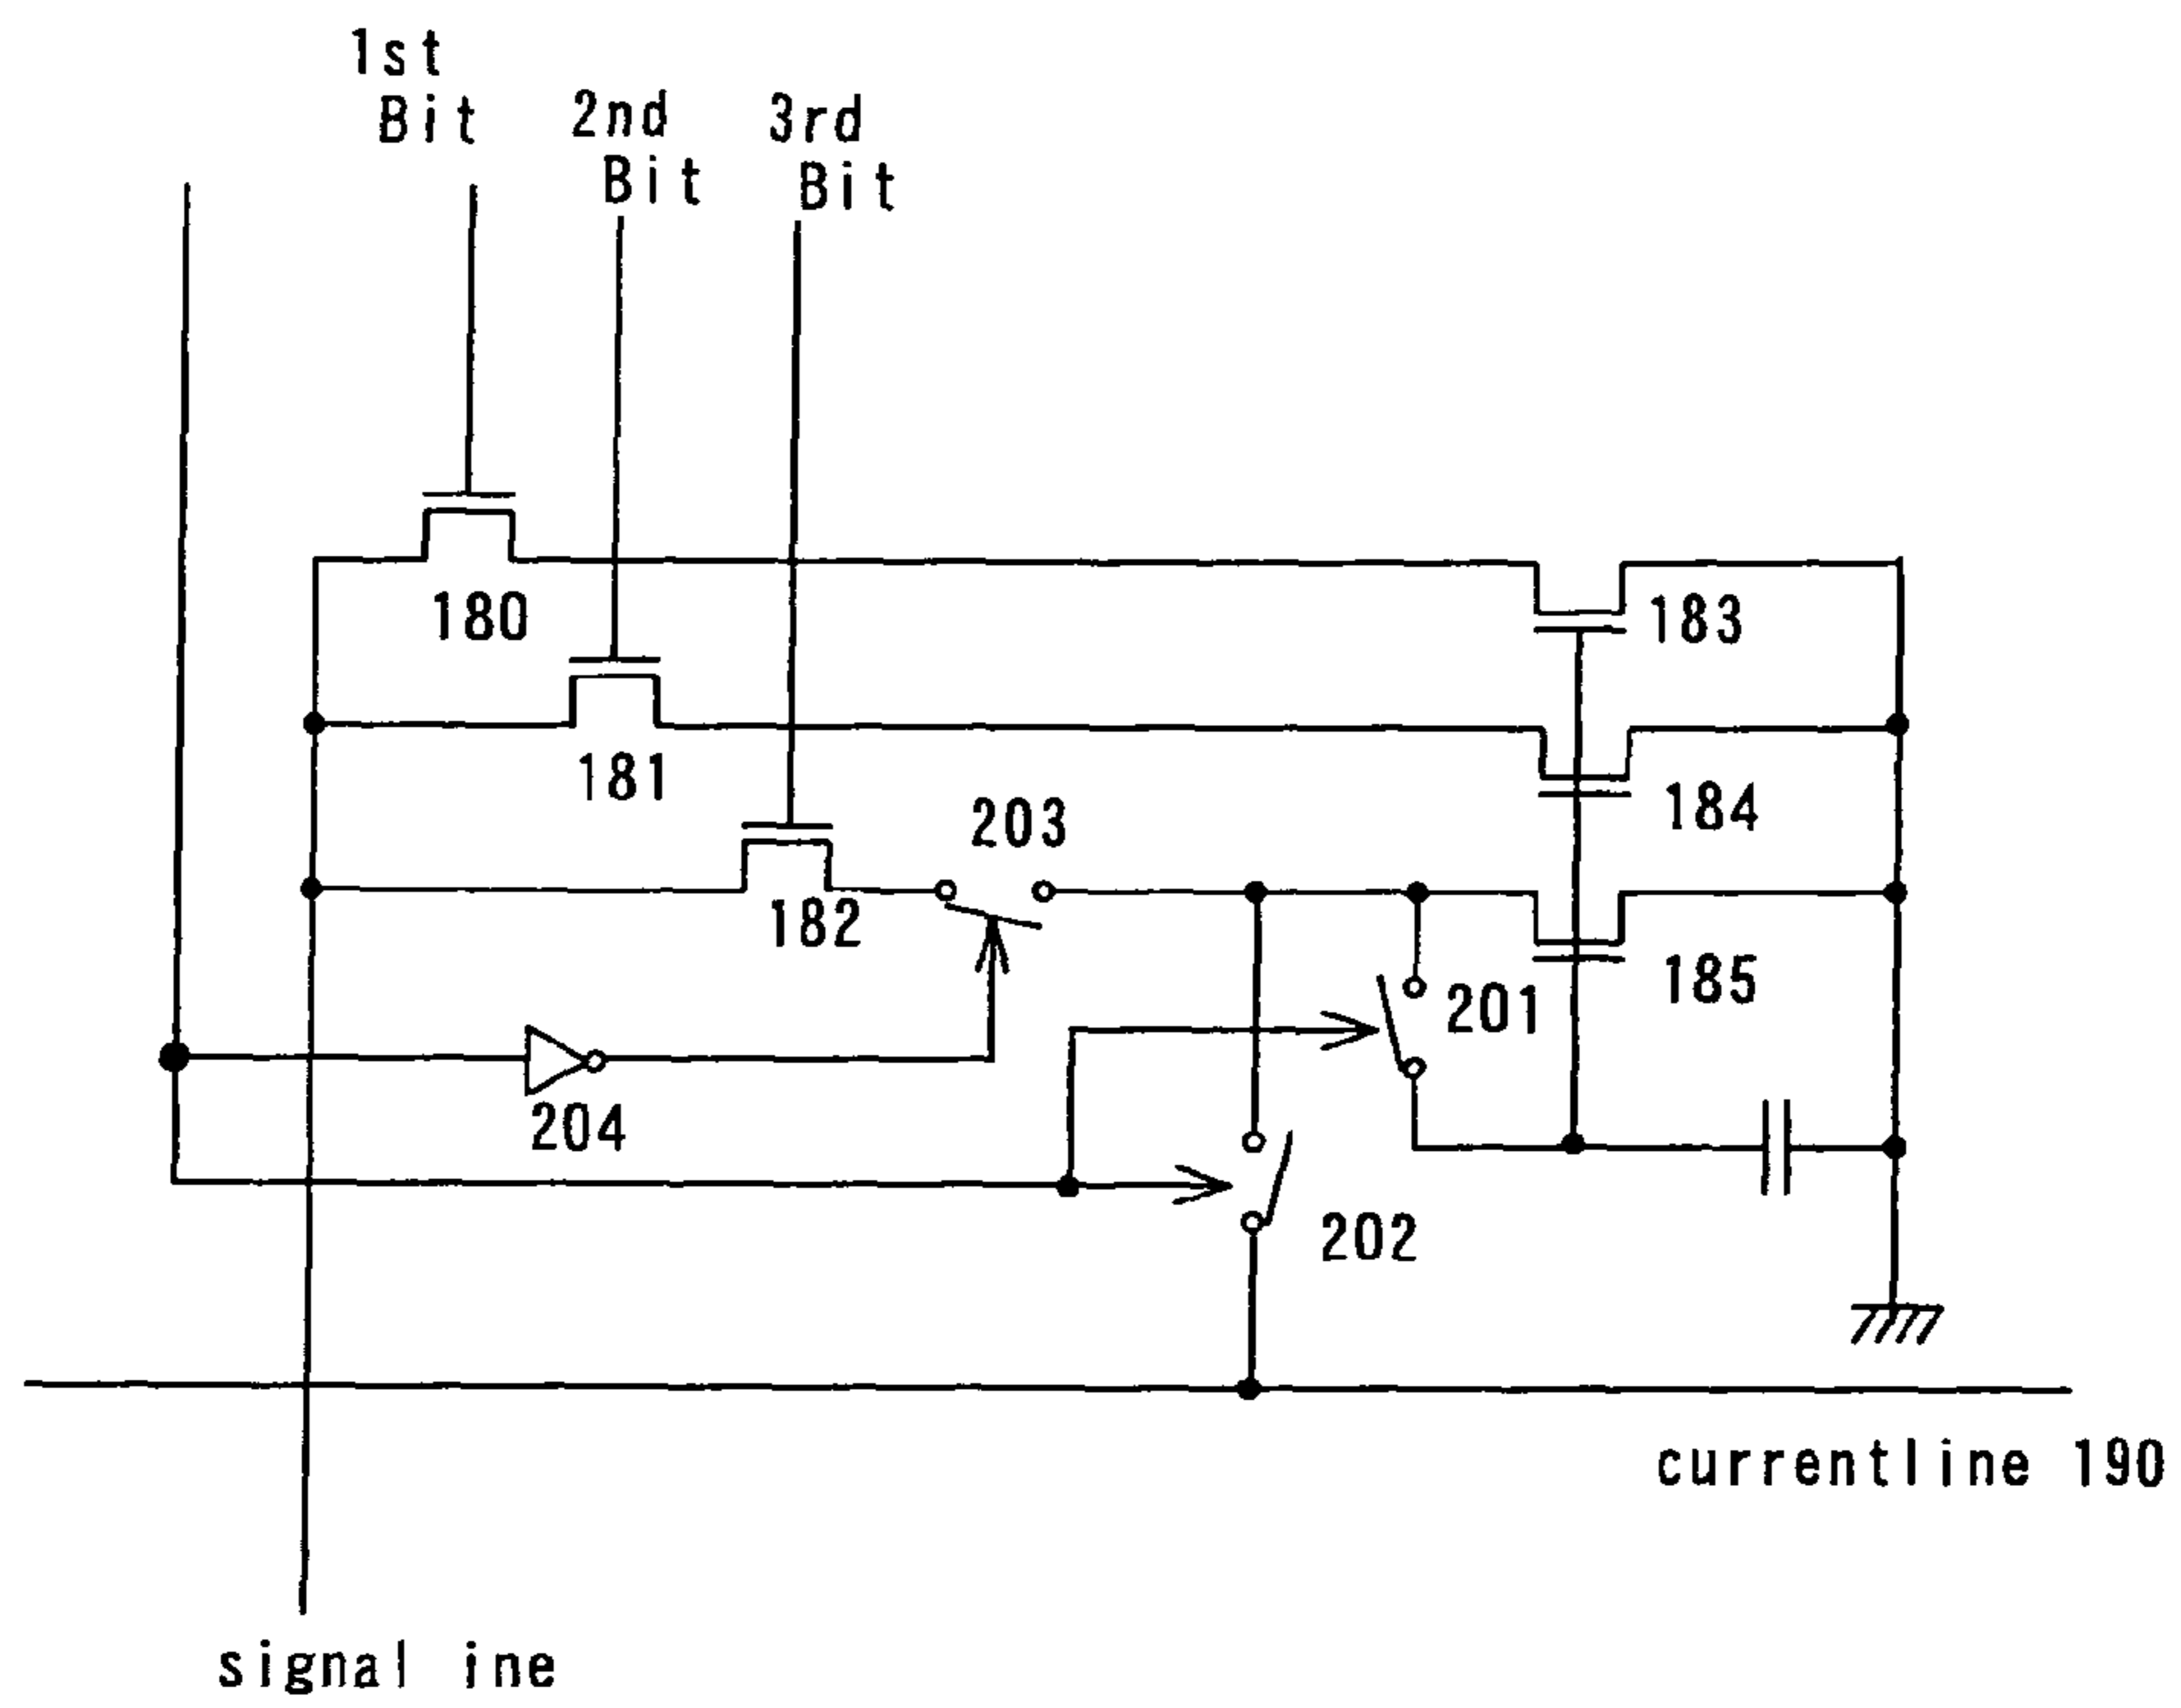 1st
Bit
2nd
Bit
3rd
Bit
180
183
181
184
203
182
185
201
204
202
currentline 190
signal ine